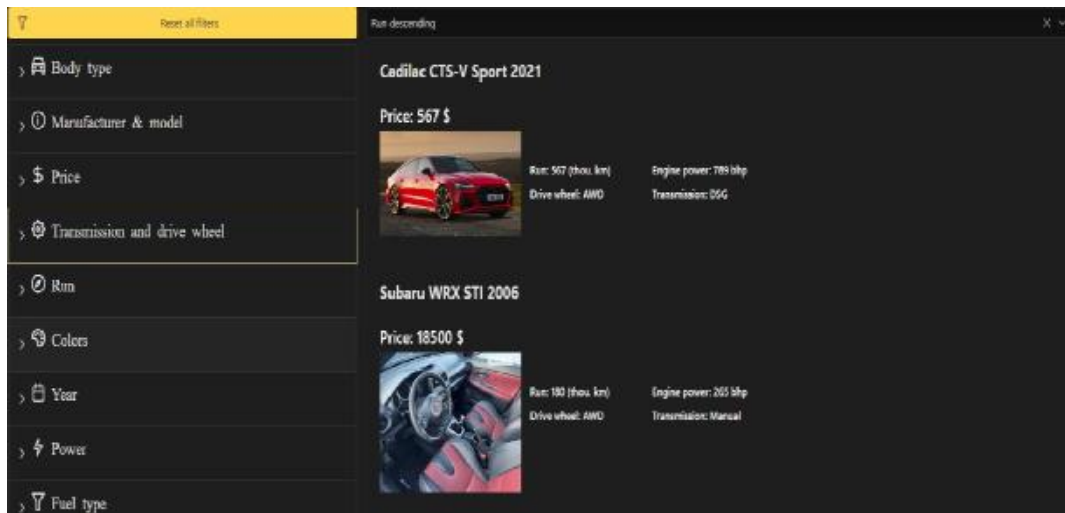 Reset all filters
Run descending
X
Body type
Manufacturer & model
Price
Transmission and drive wheel
Run
Colors
Year
Power
Fuel type
Cadilac CTS-V Sport 2021
Price: 567 $
Run: 567 (thou. km)
Engine power: 789 bhp
Drive wheel: AWD
Transmission: DSG
Subaru WRX STI 2006
Price: 18500 $
Run: 180 (thou. km)
Engine power: 265 bhp
Drive wheel: AWD
Transmission: Manual